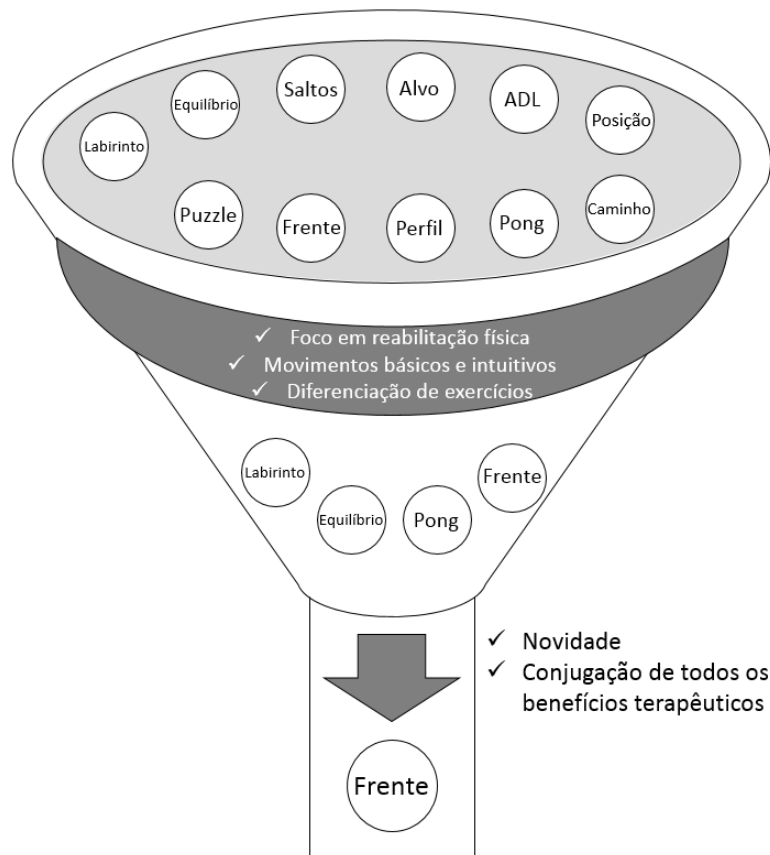 Labirinto
Equilíbrio
Saltos
Alvo
ADL
Posição
Puzzle
Frente
Perfil
Pong
Caminho
✓ Foco em reabilitação física
✓ Movimentos básicos e intuitivos
✓ Diferenciação de exercícios
Labirinto
Equilíbrio
Pong
Frente
✓ Novidade
✓ Conjugação de todos os
benefícios terapêuticos
Frente